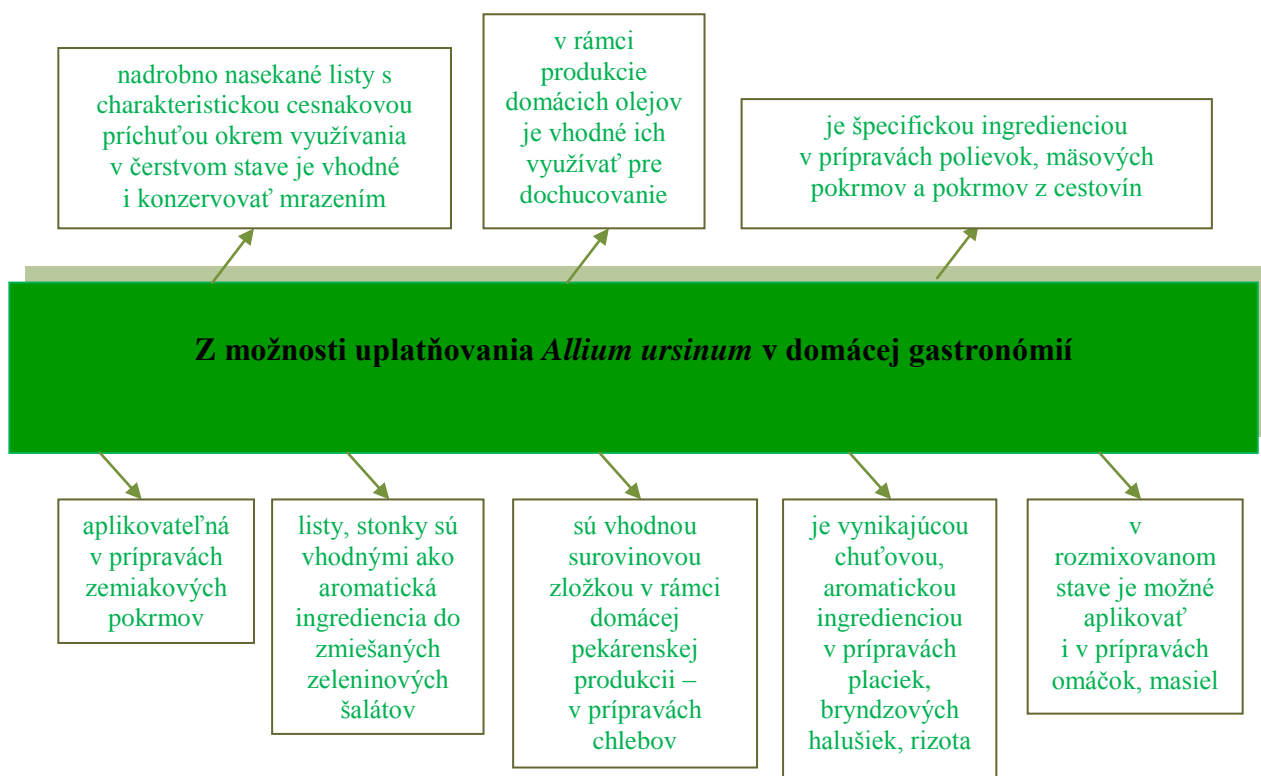 nadrobno nasekané listy s
charakteristickou cesnakovou
príchuťou okrem využívania
v čerstvom stave je vhodné
i konzervovať mrazením
v rámci
produkcie
domácich olejov
je vhodné ich
využívať pre
dochucovanie
je špecifickou ingredienciou
v prípravách polievok, mäsových
pokrmov a pokrmov z cestovín
Z možnosti uplatňovania Allium ursinum v domácej gastronómií
aplikovateľná
v prípravách
zemiakových
pokrmov
listy, stonky sú
vhodnými ako
aromatická
ingrediencia do
zmiešaných
zeleninových
šalátov
sú vhodnou
surovinovou
zložkou v rámci
domácej
pekárenskej
produkcii –
v prípravách
chlebov
je vynikajúcou
chuťovou,
aromatickou
ingredienciou
v prípravách
placiek,
bryndzových
halušiek, rizota
v
rozmixovanom
stave je možné
aplikovať
i v prípravách
omáčok, masiel